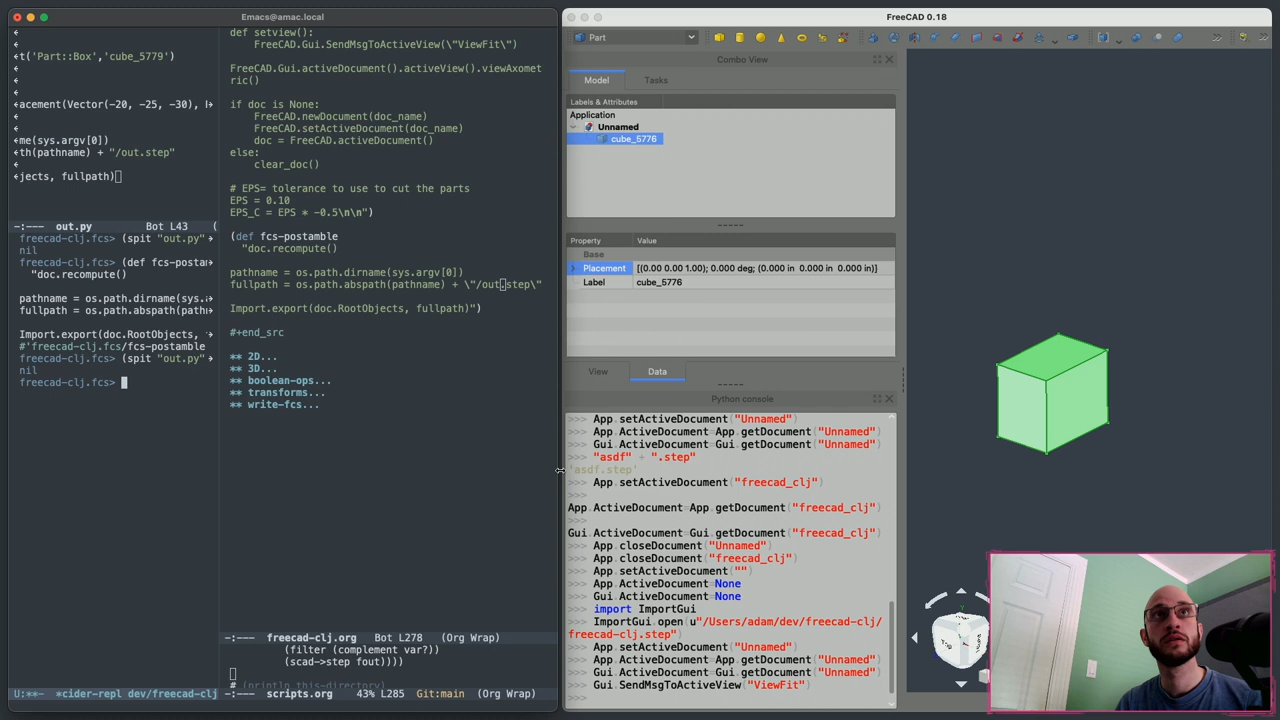 Emacs@amac.local
t('Part::Box','cube_5779')
acement(Vector(-20, -25, -30),
me(sys.argv[0])
th(pathname) + "/out.step"
jects, fullpath)
-:--- out.py Bot L43 (
freecad-clj.fcs> (spit "out.py"
nil
freecad-clj.fcs> (def fcs-postam
"doc.recompute()
pathname = os.path.dirname(sys.
fullpath = os.path.abspath(path
Import.export(doc.RootObjects,
#'freecad-clj.fcs/fcs-postamble
freecad-clj.fcs> (spit "out.py"
nil
freecad-clj.fcs>
U:**- *cider-repl dev/freecad-clj
def setview():
FreeCAD.Gui.SendMsgToActiveView(\"ViewFit\")
FreeCAD.Gui.activeDocument().activeView().viewAxomet
ric()
if doc is None:
FreeCAD.newDocument(doc_name)
FreeCAD.setActiveDocument(doc_name)
doc = FreeCAD.activeDocument()
else:
clear_doc()
# EPS= tolerance to use to cut the parts
EPS = 0.10
EPS_C = EPS * -0.5\n\n")
(def fcs-postamble
"doc.recompute()
pathname = os.path.dirname(sys.argv[0])
fullpath = os.path.abspath(pathname) + \"/out.step\"
Import.export(doc.RootObjects, fullpath)")
#+end_src
** 2D...
** 3D...
** boolean-ops...
** transforms...
** write-fcs...
-:--- freecad-clj.org Bot L278 (Org Wrap)
(filter (complement var?))
(scad->step fout))))
# (println this-directory)
-:--- scripts.org 43% L285 Git:main (Org Wrap)
FreeCAD 0.18
Part
Combo View
Model Tasks
Labels & Attributes
Application
Unnamed
cube_5776
Property Value
Base
Placement [(0.00 0.00 1.00); 0.000 deg; (0.000 in 0.000 in 0.000 in)]
Label cube_5776
View Data
Python console
>>> App.setActiveDocument("Unnamed")
>>> App.ActiveDocument=App.getDocument("Unnamed")
>>> Gui.ActiveDocument=Gui.getDocument("Unnamed")
>>> "asdf" + ".step"
'asdf.step'
>>> App.setActiveDocument("freecad_clj")
>>>
App.ActiveDocument=App.getDocument("freecad_clj")
>>>
Gui.ActiveDocument=Gui.getDocument("freecad_clj")
>>> App.closeDocument("Unnamed")
>>> App.closeDocument("freecad_clj")
>>> App.setActiveDocument("")
>>> App.ActiveDocument=None
>>> Gui.ActiveDocument=None
>>> import ImportGui
>>> ImportGui.open(u"/Users/adam/dev/freecad-clj/
freecad-clj.step")
>>> App.setActiveDocument("Unnamed")
>>> App.ActiveDocument=App.getDocument("Unnamed")
>>> Gui.ActiveDocument=Gui.getDocument("Unnamed")
>>> Gui.SendMsgToActiveView("ViewFit")
>>>